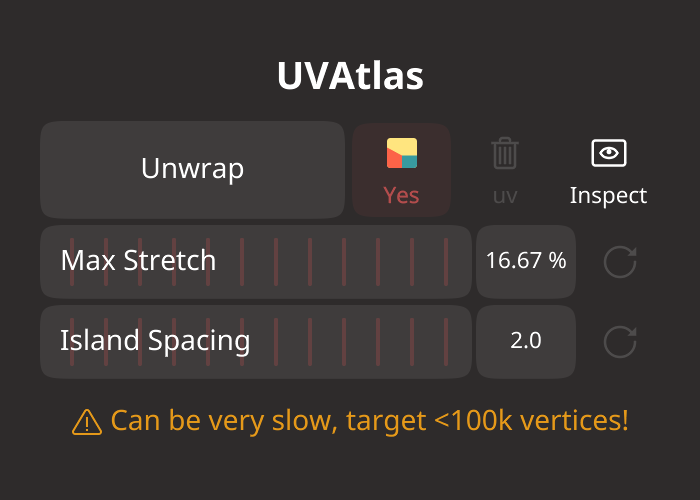 UVAtlas
Unwrap
Yes
uv
Inspect
Max Stretch
16.67 %
Island Spacing
2.0
Can be very slow, target <100k vertices!